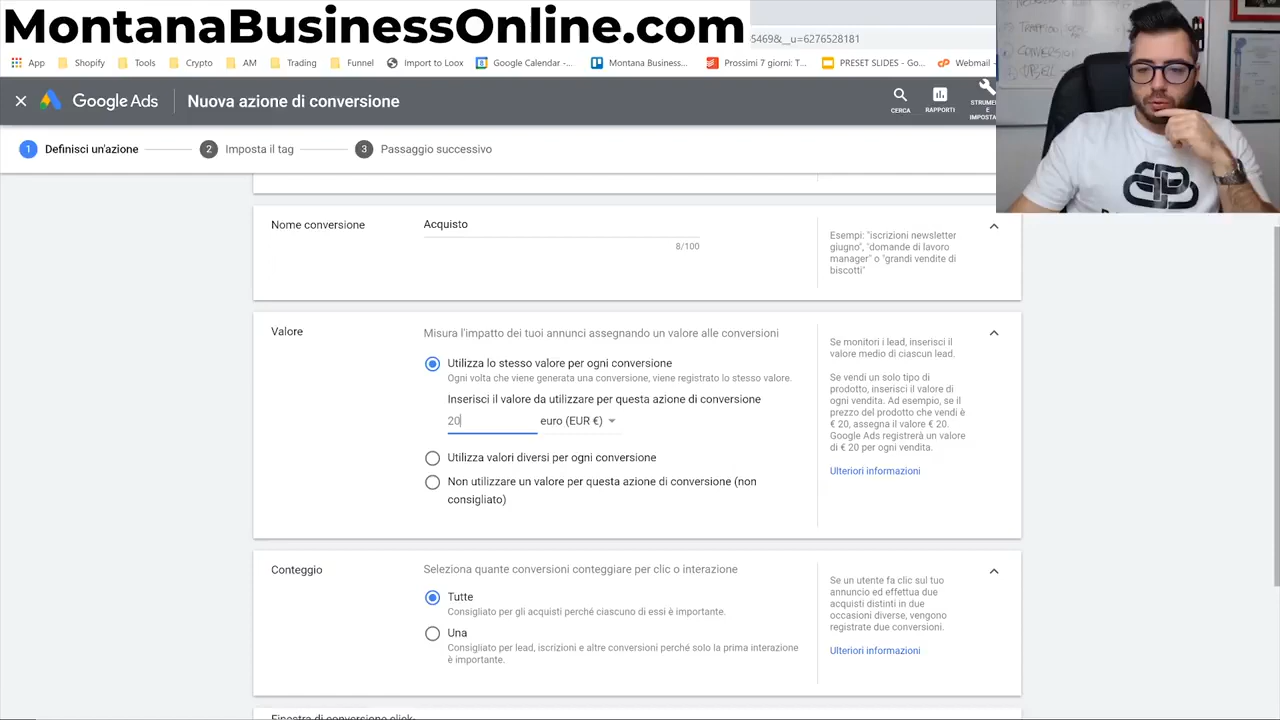 MontanaBusinessOnline.com
5469&__u=6276528181
App
Shopify
Tools
Crypto
AM
Trading
Funnel
Import to Loox
Google Calendar -...
Montana Business...
Prossimi 7 giorni: T...
PRESET SLIDES - Go...
Webmail
Google Ads
Nuova azione di conversione
CERCA
RAPPORTI
STRUME
E
IMPOSTA
1 Definisci un'azione
2 Imposta il tag
3 Passaggio successivo
Nome conversione
Acquisto
8/100
Esempi: "iscrizioni newsletter
giugno", "domande di lavoro
manager" o "grandi vendite di
biscotti"
Valore
Misura l'impatto dei tuoi annunci assegnando un valore alle conversioni
Utilizza lo stesso valore per ogni conversione
Ogni volta che viene generata una conversione, viene registrato lo stesso valore.
Inserisci il valore da utilizzare per questa azione di conversione
20
euro (EUR €)
Utilizza valori diversi per ogni conversione
Non utilizzare un valore per questa azione di conversione (non
consigliato)
Se monitori i lead, inserisci il
valore medio di ciascun lead.
Se vendi un solo tipo di
prodotto, inserisci il valore di
ogni vendita. Ad esempio, se il
prezzo del prodotto che vendi è
€ 20, assegna il valore € 20.
Google Ads registrerà un valore
di € 20 per ogni vendita.
Ulteriori informazioni
Conteggio
Seleziona quante conversioni conteggiare per clic o interazione
Tutte
Consigliato per gli acquisti perché ciascuno di essi è importante.
Una
Consigliato per lead, iscrizioni e altre conversioni perché solo la prima interazione
è importante.
Se un utente fa clic sul tuo
annuncio ed effettua due
acquisti distinti in due
occasioni diverse, vengono
registrate due conversioni.
Ulteriori informazioni
Finestra di conversione click-